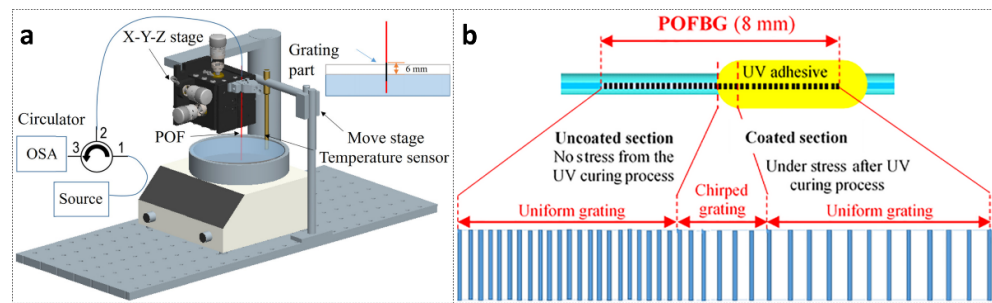 a
X-Y-Z stage
Grating
part
6 mm
Circulator
2
OSA
3
1
POF
Move stage
Temperature sensor
Source
b
POFBG (8 mm)
UV adhesive
Uncoated section
No stress from the
UV curing process
Coated section
Under stress after UV
curing process
Chirped
grating
Uniform grating
Uniform grating